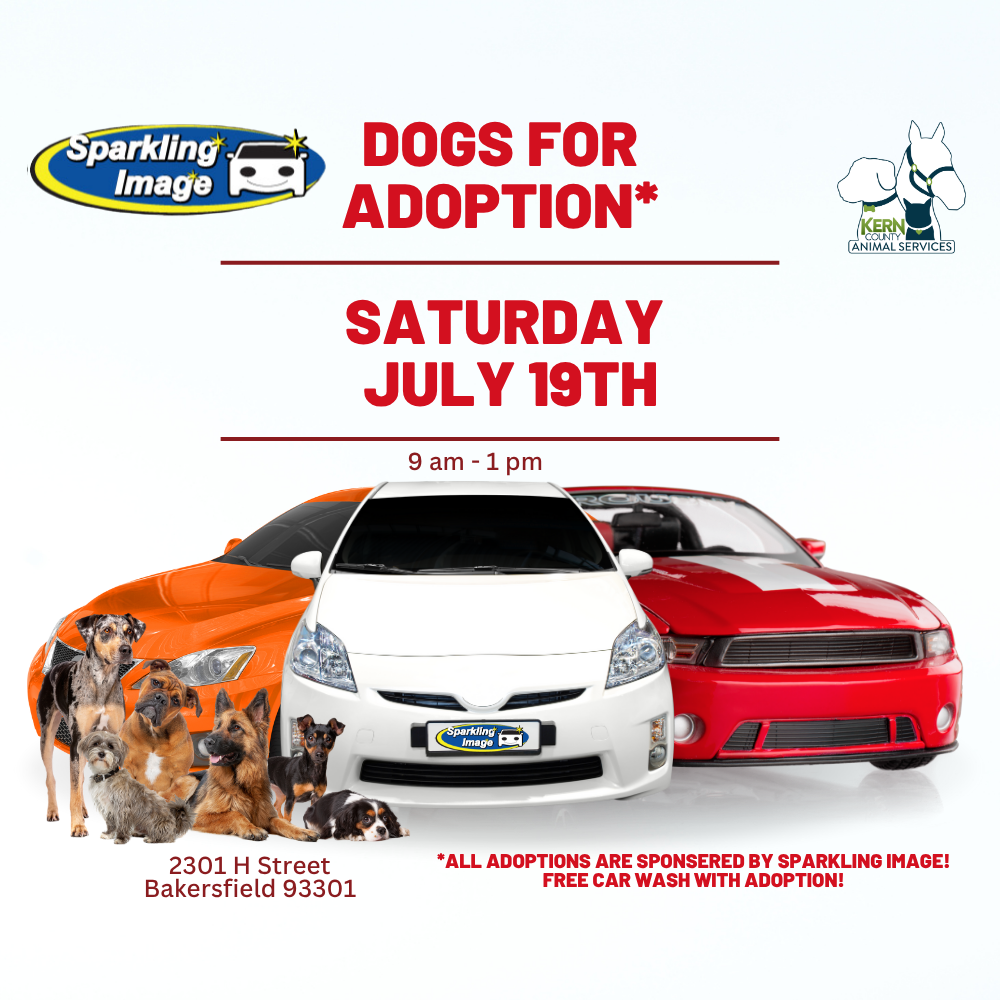 Sparkling
Image
DOGS FOR
ADOPTION*
KERN
COUNTY
ANIMAL SERVICES
SATURDAY
JULY 19TH
9 am - 1 pm
Sparkling
Image
2301 H Street
Bakersfield 93301
*ALL ADOPTIONS ARE SPONSERED BY SPARKLING IMAGE!
FREE CAR WASH WITH ADOPTION!